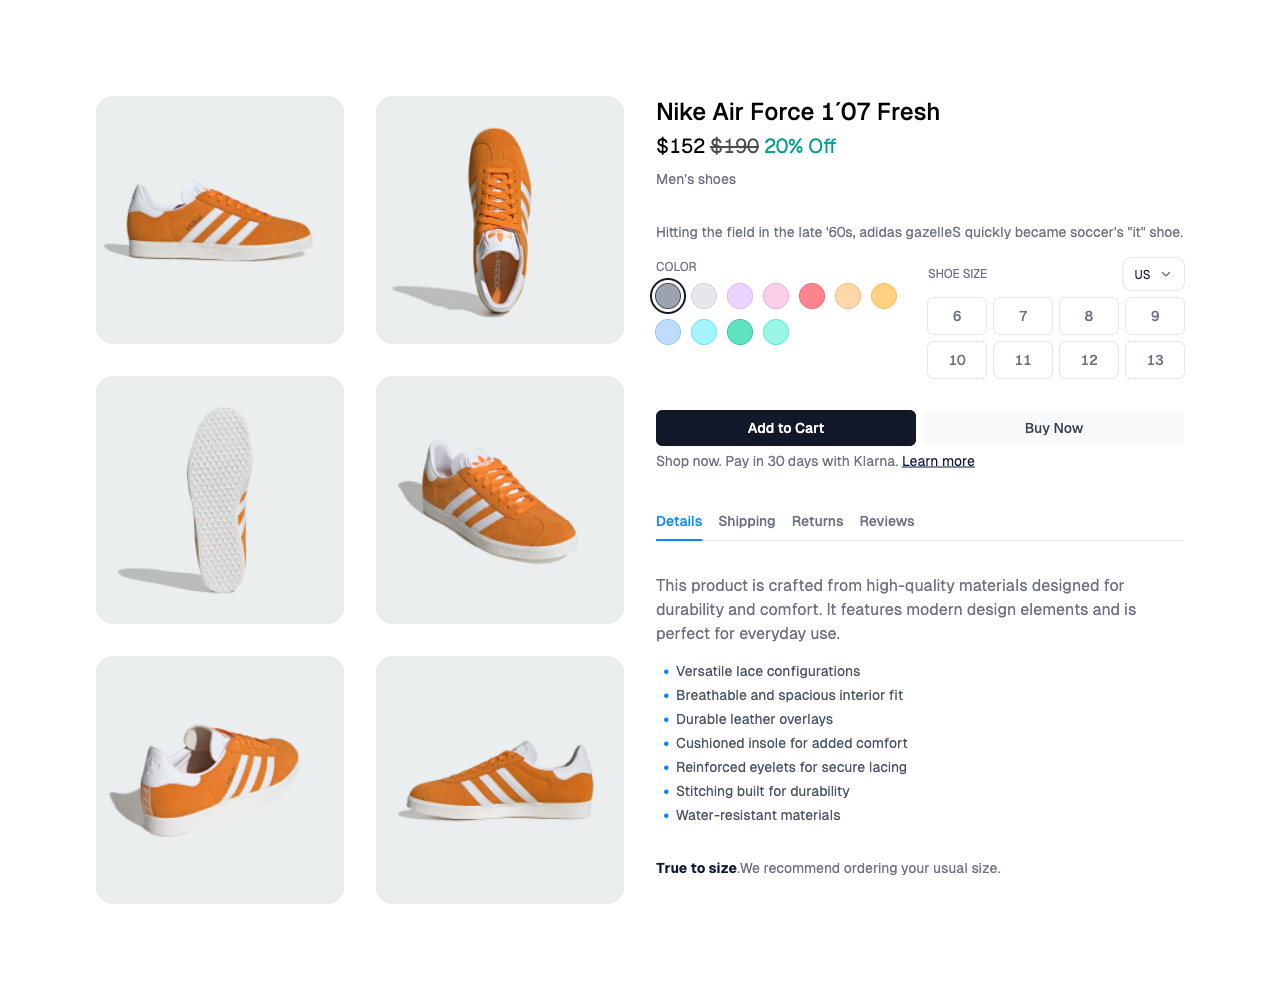 Nike Air Force 1´07 Fresh
$152 $190 20% Off
Men's shoes
Hitting the field in the late '60s, adidas gazelleS quickly became soccer's "it" shoe.
COLOR
SHOE SIZE
US
6 7 8 9
10 11 12 13
Add to Cart
Buy Now
Shop now. Pay in 30 days with Klarna. Learn more
Details Shipping Returns Reviews
This product is crafted from high-quality materials designed for
durability and comfort. It features modern design elements and is
perfect for everyday use.
Versatile lace configurations
Breathable and spacious interior fit
Durable leather overlays
Cushioned insole for added comfort
Reinforced eyelets for secure lacing
Stitching built for durability
Water-resistant materials
True to size.We recommend ordering your usual size.